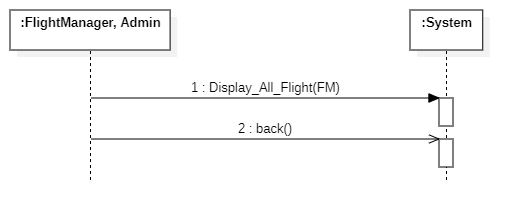 :FlightManager, Admin
:System
1 : Display_All_Flight(FM)
2 : back()